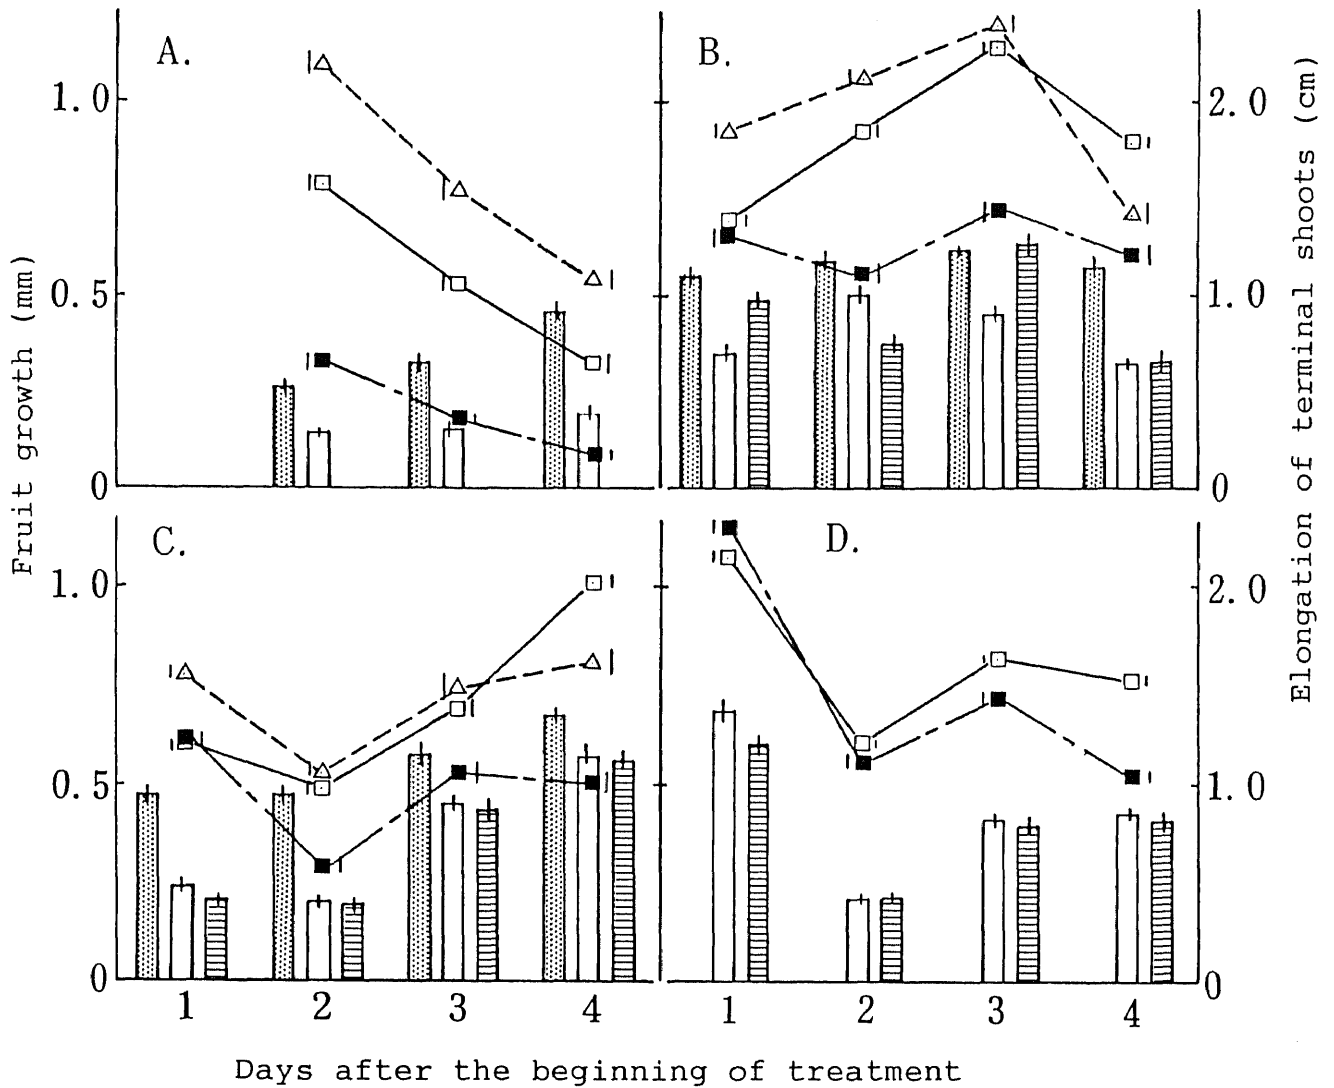 A.
B.
1.0
0.5
0
2.0
1.0
0
Fruit growth (mm)
Elongation of terminal shoots (cm)
C.
D.
1.0
0.5
0
2.0
1.0
0
1 2 3 4 1 2 3 4
Days after the beginning of treatment